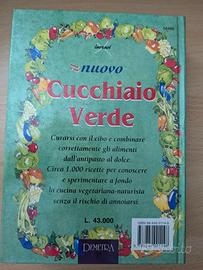 nuovo
Cucchiaio
Verde
Curarsi con il cibo e combinare
correttamente gli alimenti
dall'antipasto al dolce.
Circa 1.000 ricette per conoscere
e sperimentare a fondo
la cucina vegetariana-naturista
senza il rischio di annoiarsi.
L. 43.000
DEMETRA